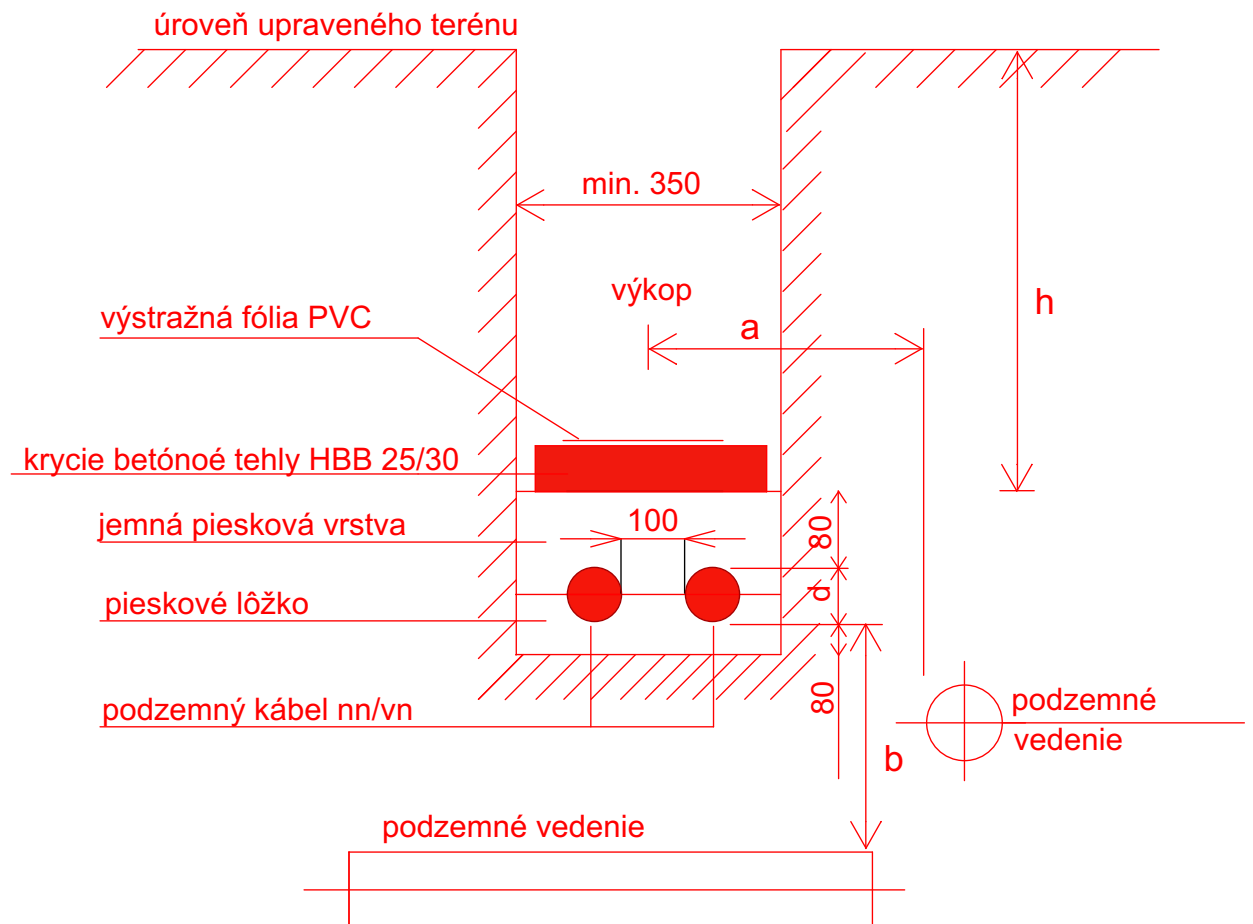 úroveň upraveného terénu
min. 350
výkop
a
h
výstražná fólia PVC
krycie betónoé tehly HBB 25/30
jemná piesková vrstva
100
80
pieskové lôžko
d
podzemný kábel nn/vn
80
b
podzemné
vedenie
podzemné vedenie